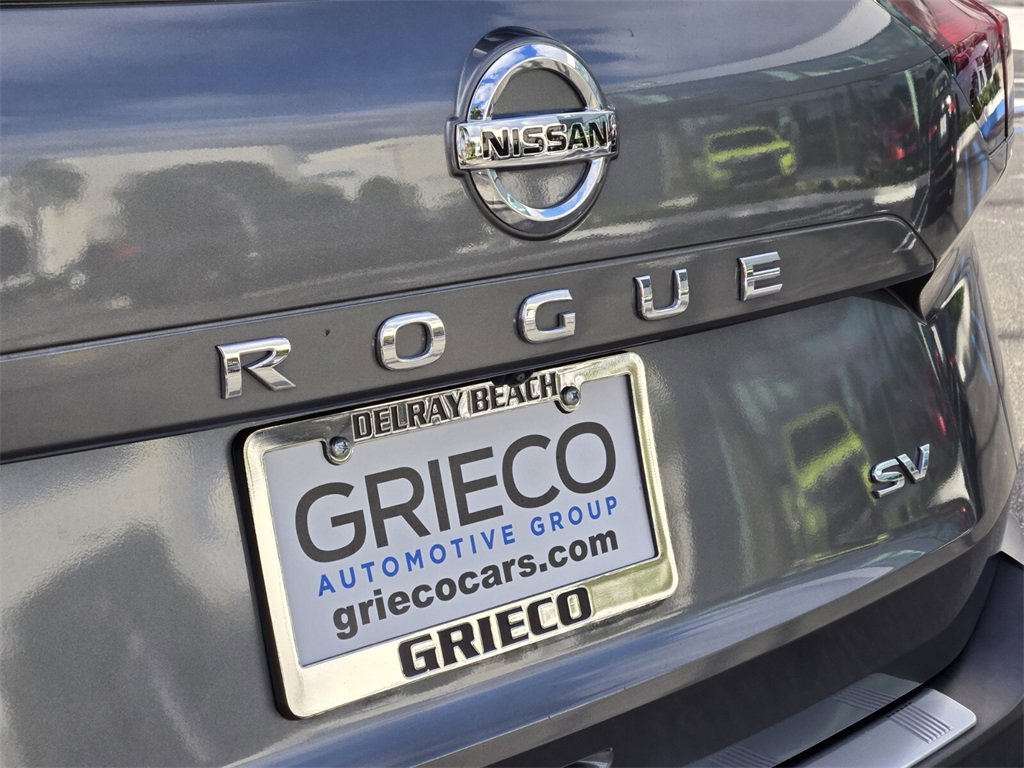 NISSAN
ROGUE
DELRAY BEACH
GRIECO
AUTOMOTIVE GROUP
griecocars.com
GRIECO
SV